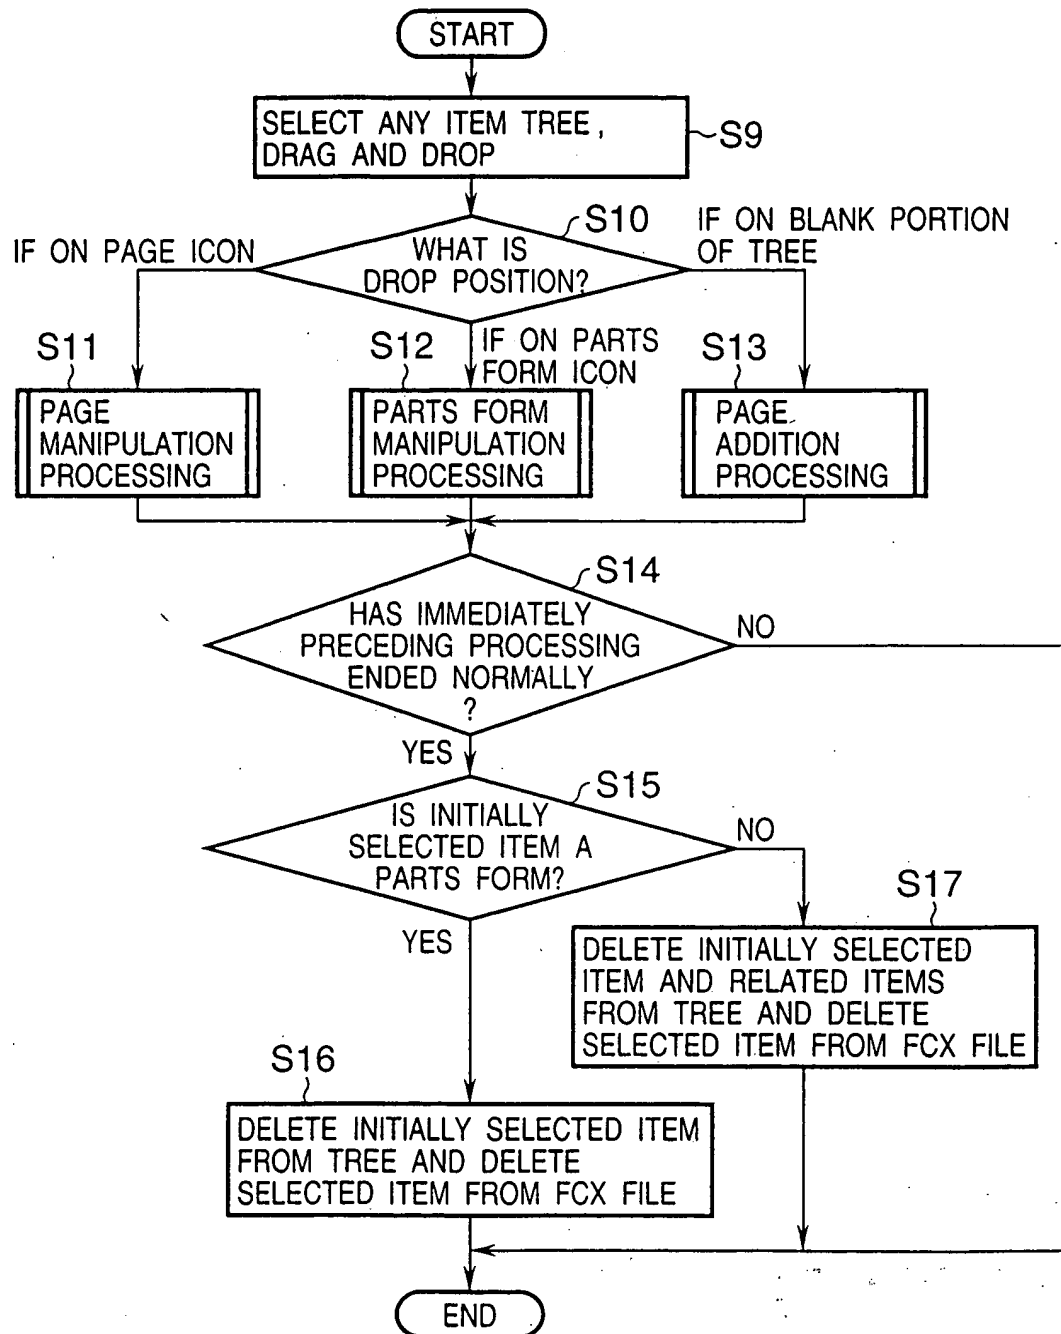 START
SELECT ANY ITEM TREE,
DRAG AND DROP
S9
S10
IF ON PAGE ICON
WHAT IS
DROP POSITION?
IF ON BLANK PORTION
OF TREE
S11
S12
IF ON PARTS
FORM ICON
S13
PAGE
MANIPULATION
PROCESSING
PARTS FORM
MANIPULATION
PROCESSING
PAGE
ADDITION
PROCESSING
S14
HAS IMMEDIATELY
PRECEDING PROCESSING
ENDED NORMALLY
?
NO
YES
S15
IS INITIALLY
SELECTED ITEM A
PARTS FORM?
NO
YES
S17
DELETE INITIALLY SELECTED
ITEM AND RELATED ITEMS
FROM TREE AND DELETE
SELECTED ITEM FROM FCX FILE
S16
DELETE INITIALLY SELECTED ITEM
FROM TREE AND DELETE
SELECTED ITEM FROM FCX FILE
END